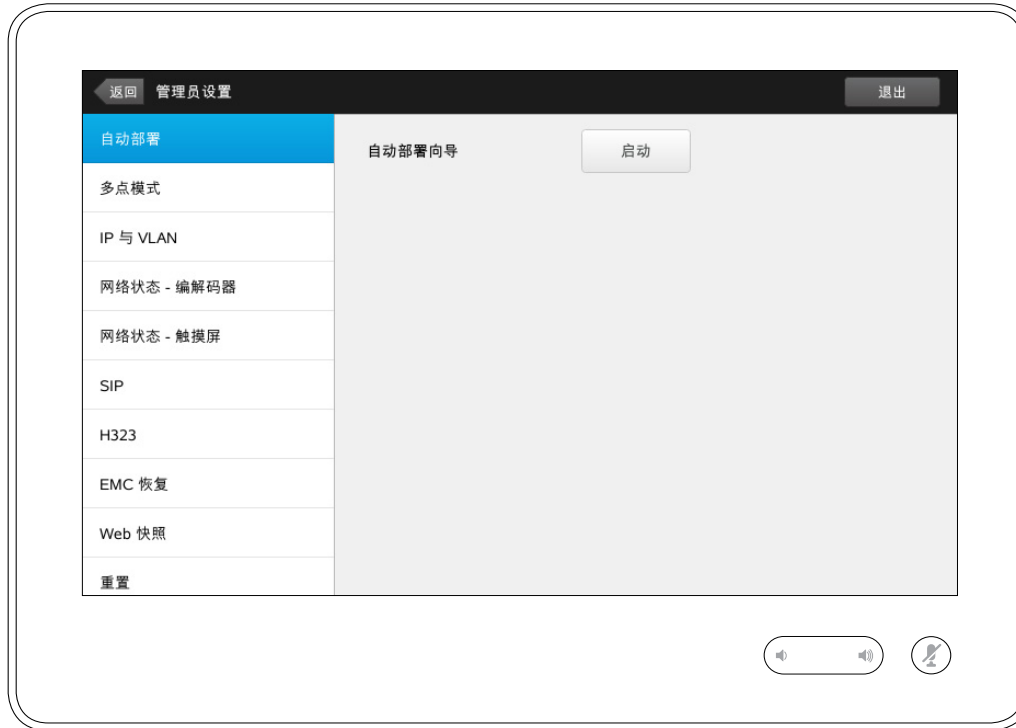 返回 管理员设置 退出
自动部署
自动部署向导 启动
多点模式
IP 与 VLAN
网络状态 - 编解码器
网络状态 - 触摸屏
SIP
H323
EMC 恢复
Web 快照
重置